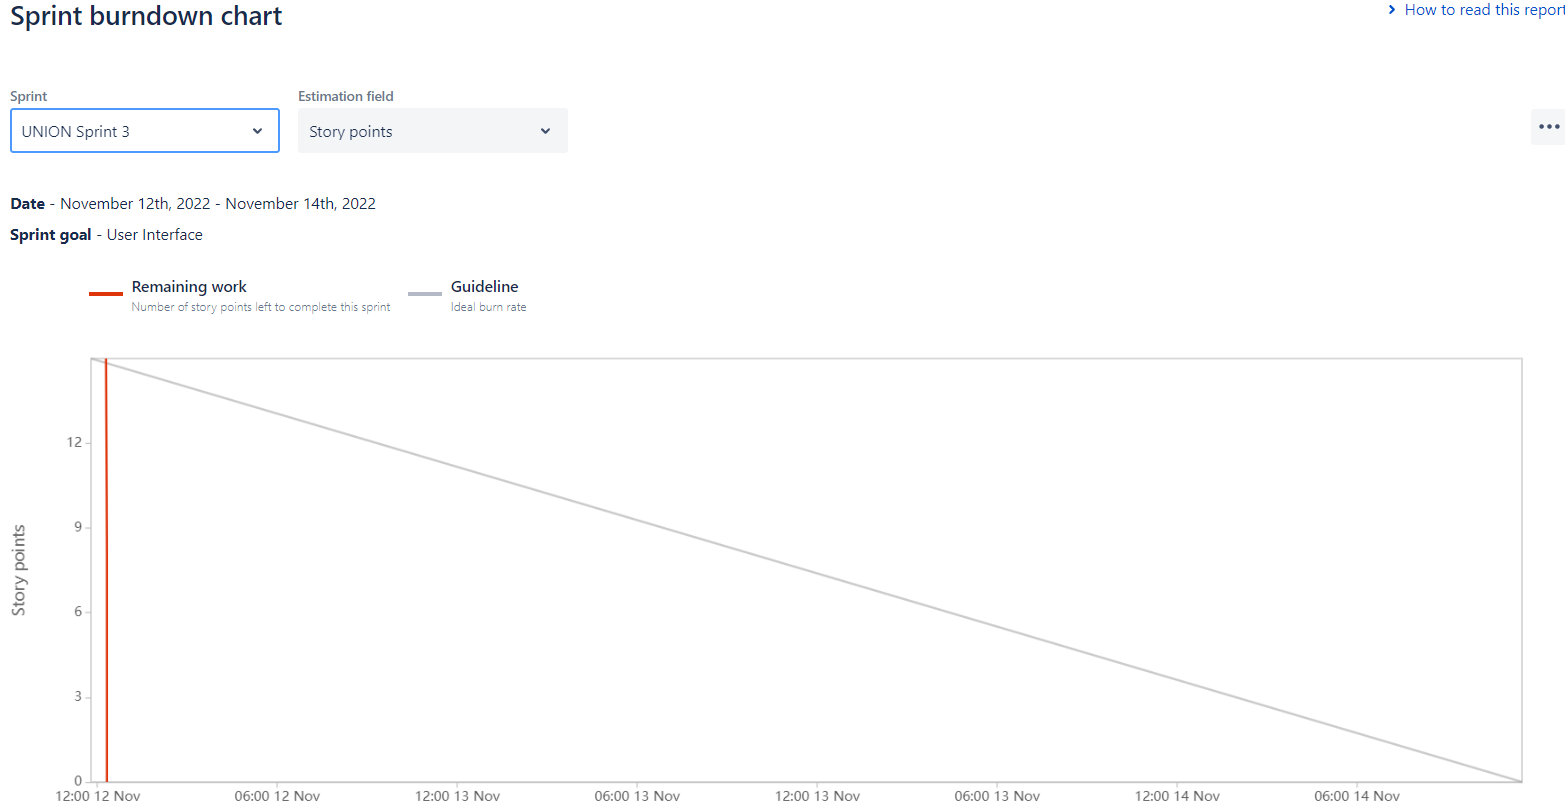 Sprint burndown chart
How to read this report
Sprint
Estimation field
UNION Sprint 3
Story points
Date - November 12th, 2022 - November 14th, 2022
Sprint goal - User Interface
Remaining work
Number of story points left to complete this sprint
Guideline
Ideal burn rate
12
9
6
3
0
Story points
12:00 12 Nov
06:00 12 Nov
12:00 13 Nov
06:00 13 Nov
12:00 13 Nov
06:00 13 Nov
12:00 14 Nov
06:00 14 Nov